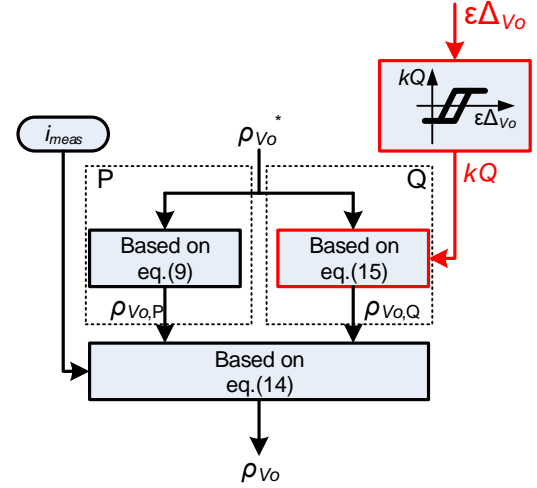 εΔVo
kQ
εΔVo
imeas
ρVo*
kQ
P
Q
Based on
eq.(9)
Based on
eq.(15)
ρVo,P
ρVo,Q
Based on
eq.(14)
ρVo